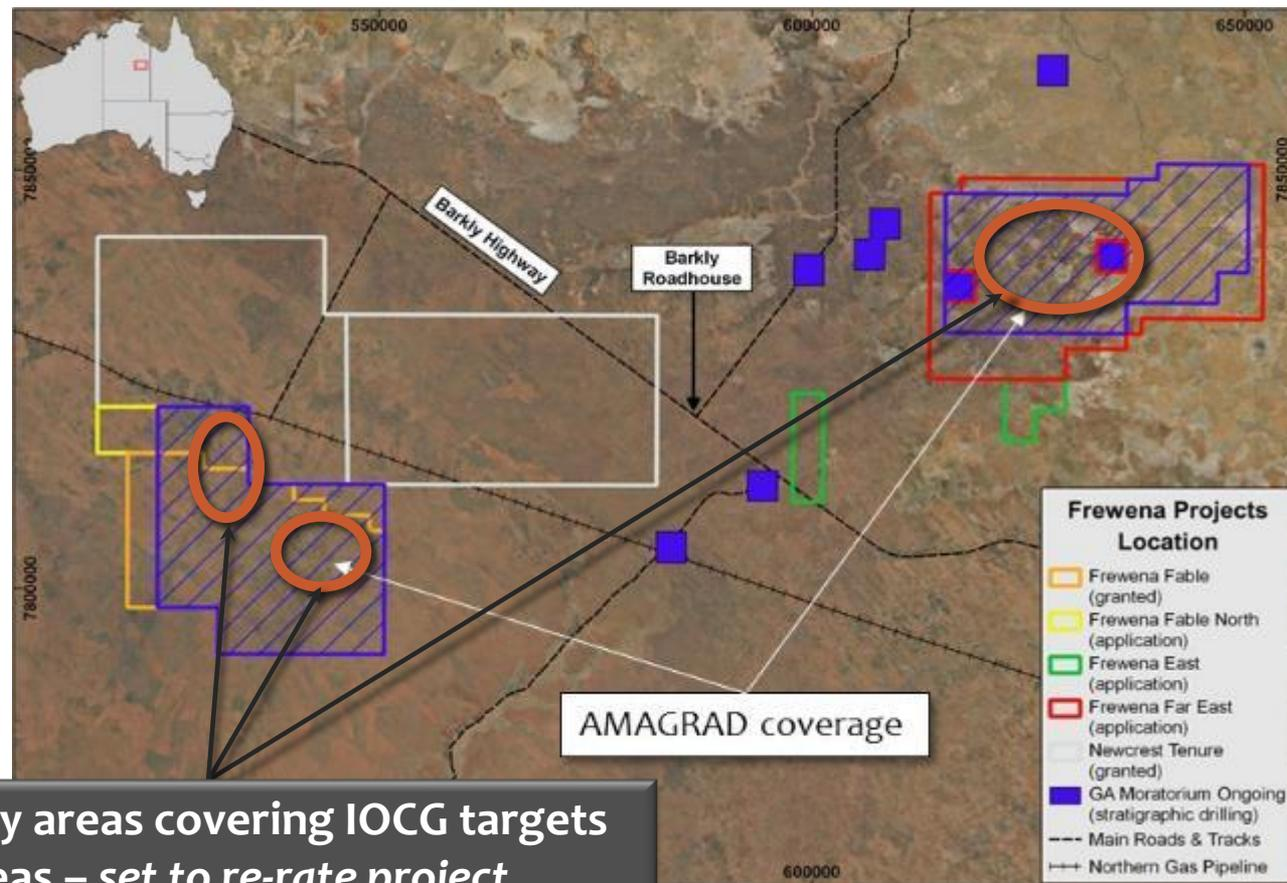 550000
600000
650000
7850000
7850000
Barkly Highway
Barkly
Roadhouse
7800000
AMAGRAD coverage
Frewena Projects
Location
Frewena Fable
(granted)
Frewena Fable North
(application)
Frewena East
(application)
Frewena Far East
(application)
Newcrest Tenure
(granted)
GA Moratorium Ongoing
(stratigraphic drilling)
Main Roads & Tracks
Northern Gas Pipeline
y areas covering IOCG targets
eas – set to re-rate project
600000